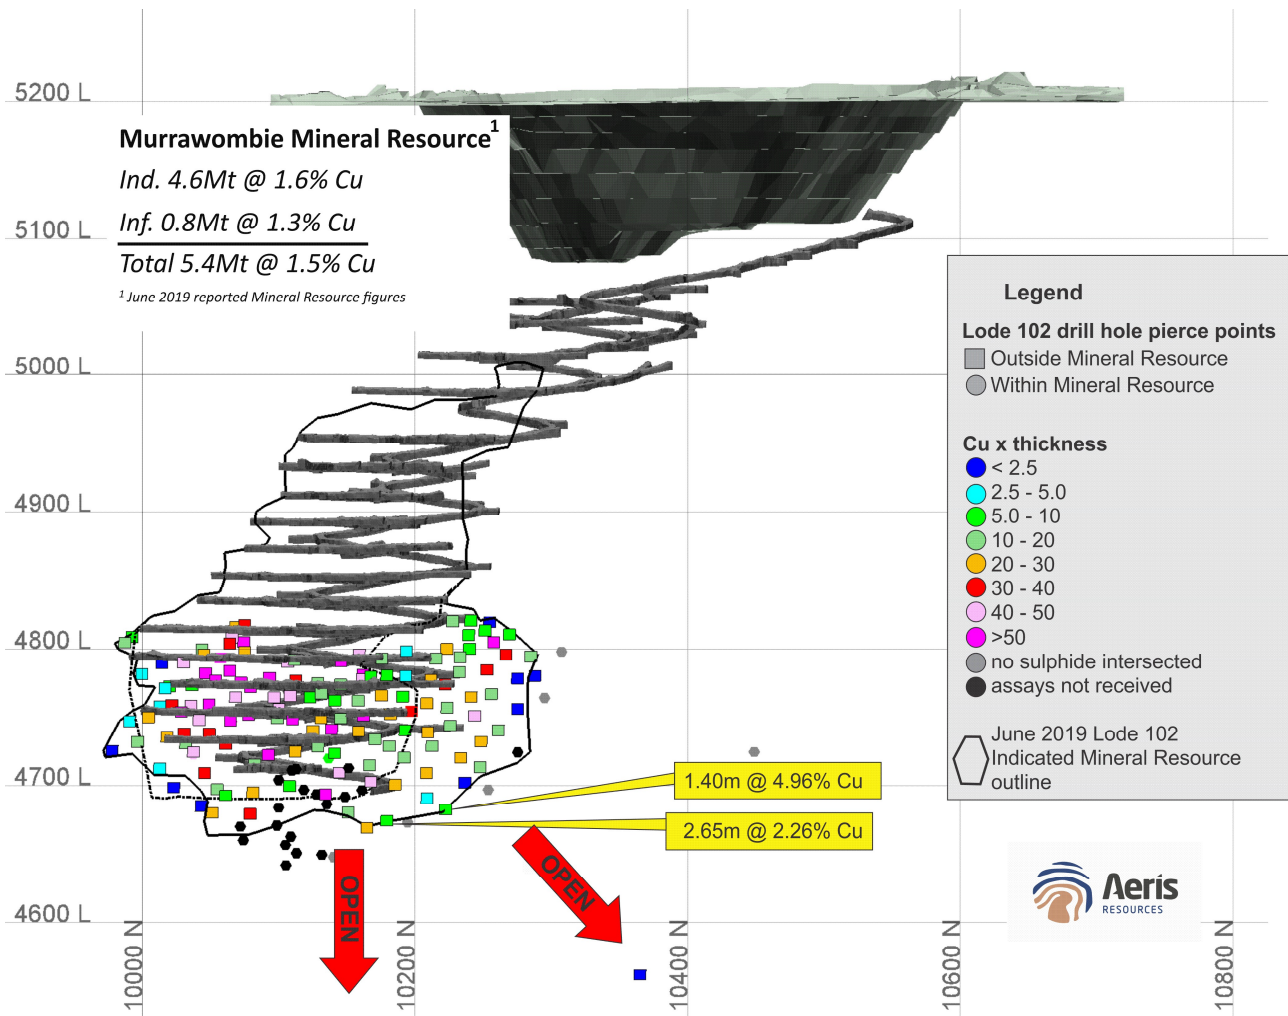 5200 L
Murrawombie Mineral Resource¹
Ind. 4.6Mt @ 1.6% Cu
Inf. 0.8Mt @ 1.3% Cu
Total 5.4Mt @ 1.5% Cu
¹ June 2019 reported Mineral Resource figures
5100 L
5000 L
4900 L
4800 L
4700 L
4600 L
Legend
Lode 102 drill hole pierce points
Outside Mineral Resource
Within Mineral Resource
Cu x thickness
< 2.5
2.5 - 5.0
5.0 - 10
10 - 20
20 - 30
30 - 40
40 - 50
>50
no sulphide intersected
assays not received
June 2019 Lode 102
Indicated Mineral Resource
outline
1.40m @ 4.96% Cu
2.65m @ 2.26% Cu
OPEN
OPEN
Aeris
RESOURCES
10000 N
10200 N
10400 N
10600 N
10800 N